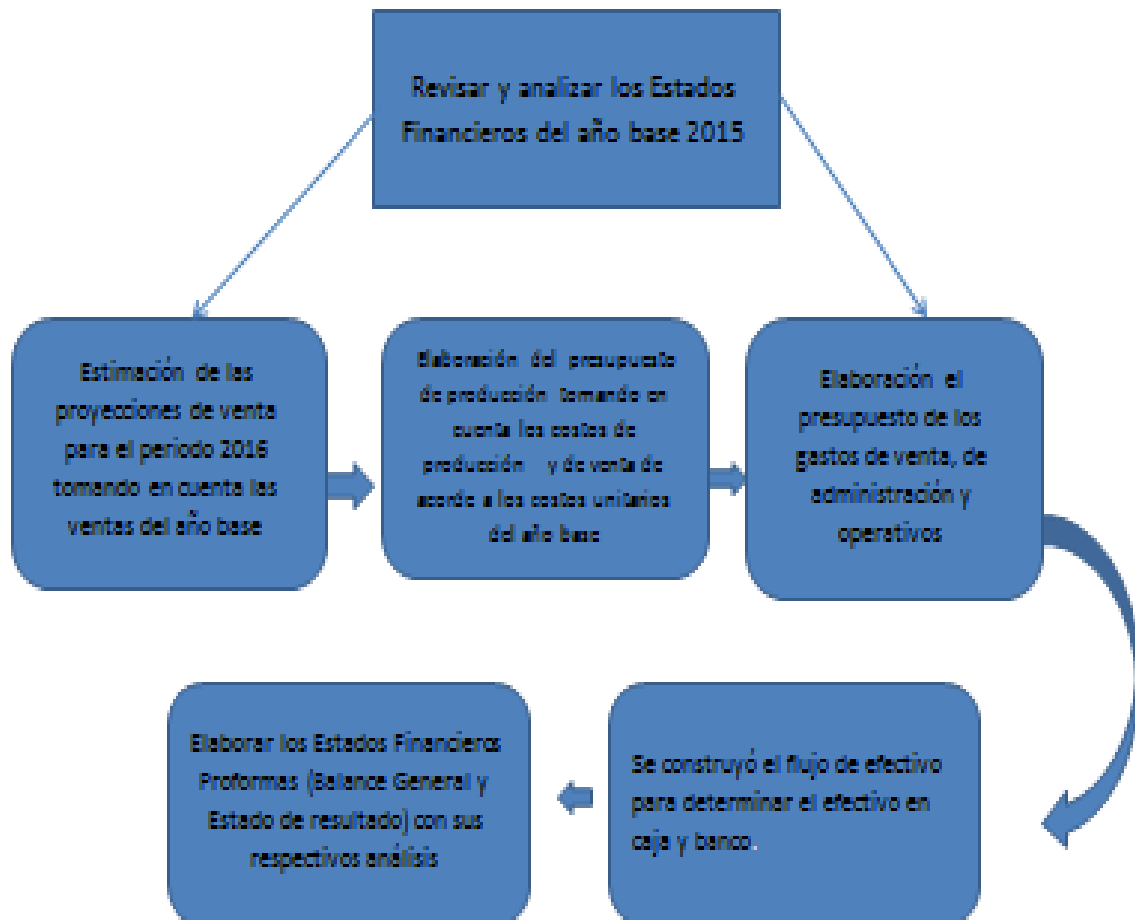 Revisar y analizar los Estados
Financieros del año base 2015
Estimación de las
proyecciones de venta
para el periodo 2016
tomando en cuenta las
ventas del año base
Elaboración del presupuesto
de producción tomando en
cuenta los costos de
producción y de venta de
acorde a los costos unitarios
del año base
Elaboración el
presupuesto de los
gastos de venta, de
administración y
operativos
Se construyó el flujo de efectivo
para determinar el efectivo en
caja y banco.
Elaborar los Estados Financieros
Proformas (Balance General y
Estado de resultado) con sus
respectivos análisis